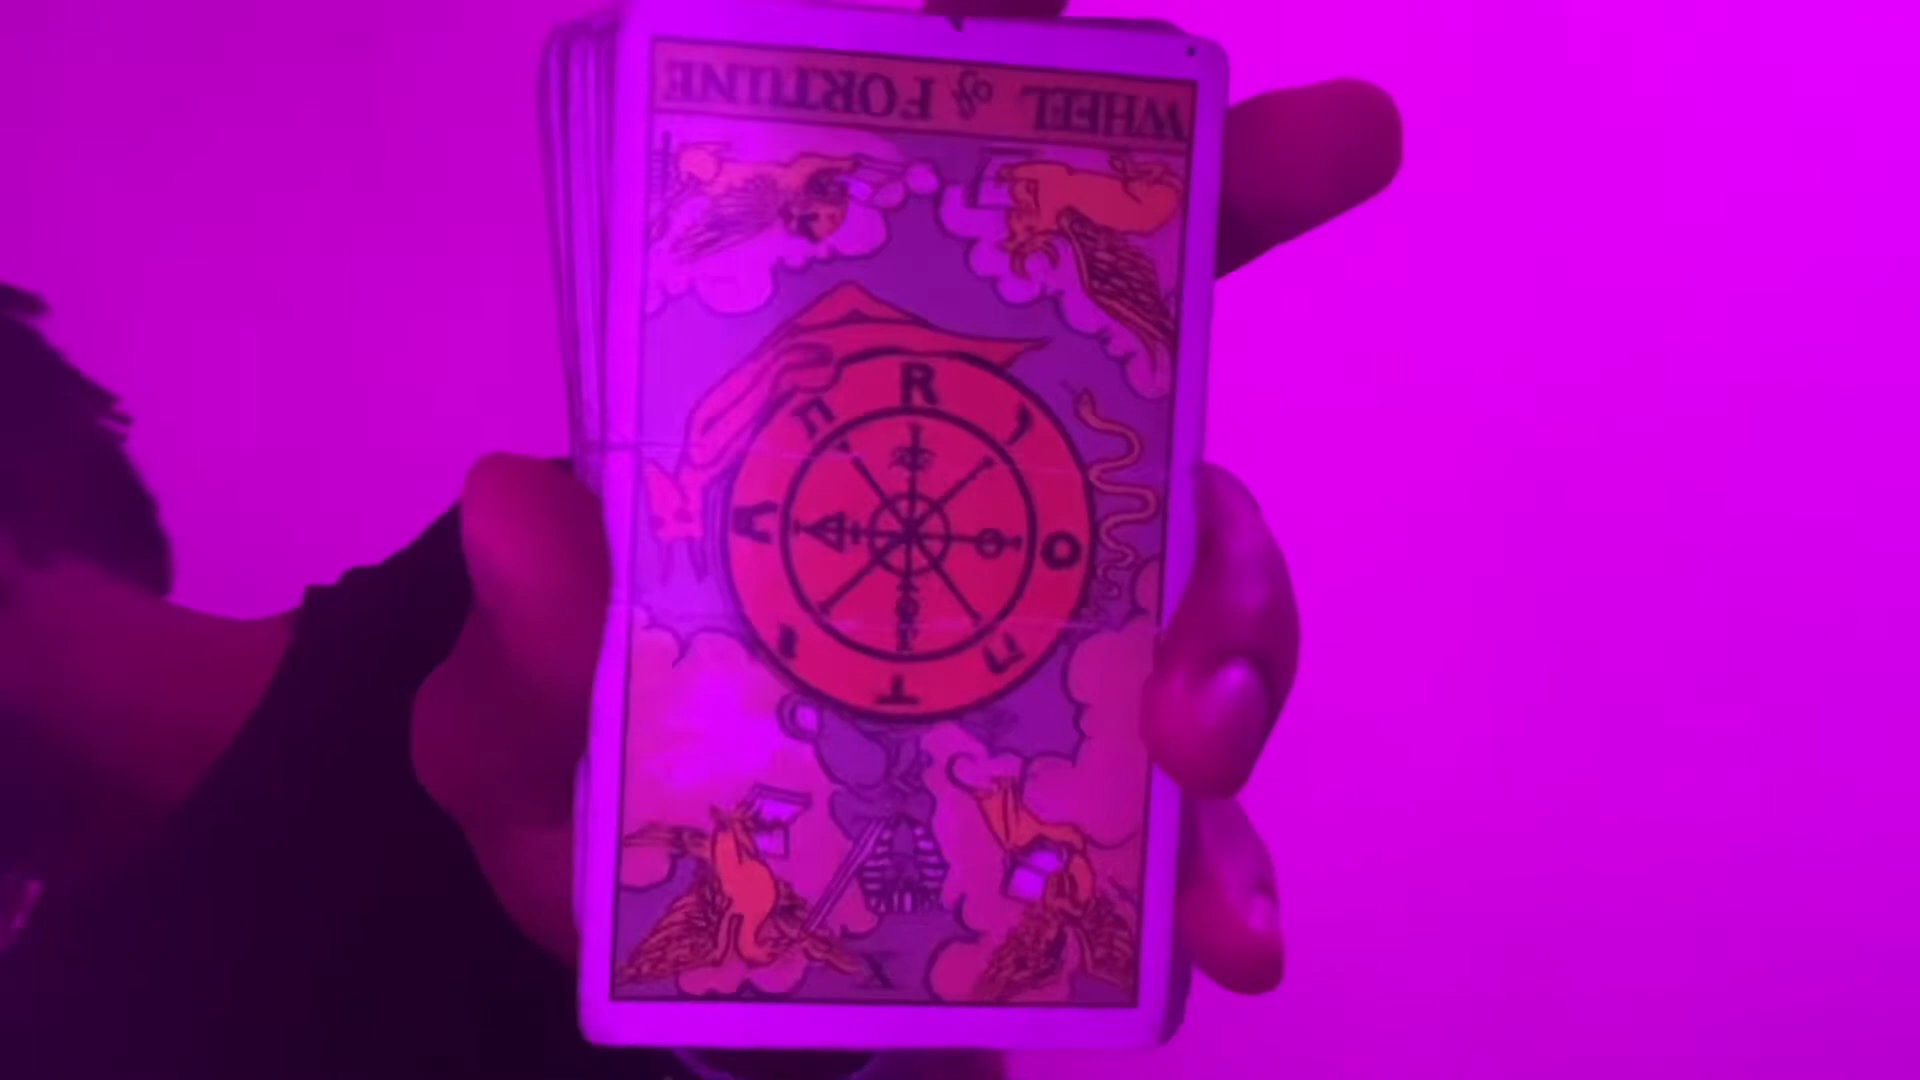 X
T י A ה R ו O ה
WHEEL of FORTUNE